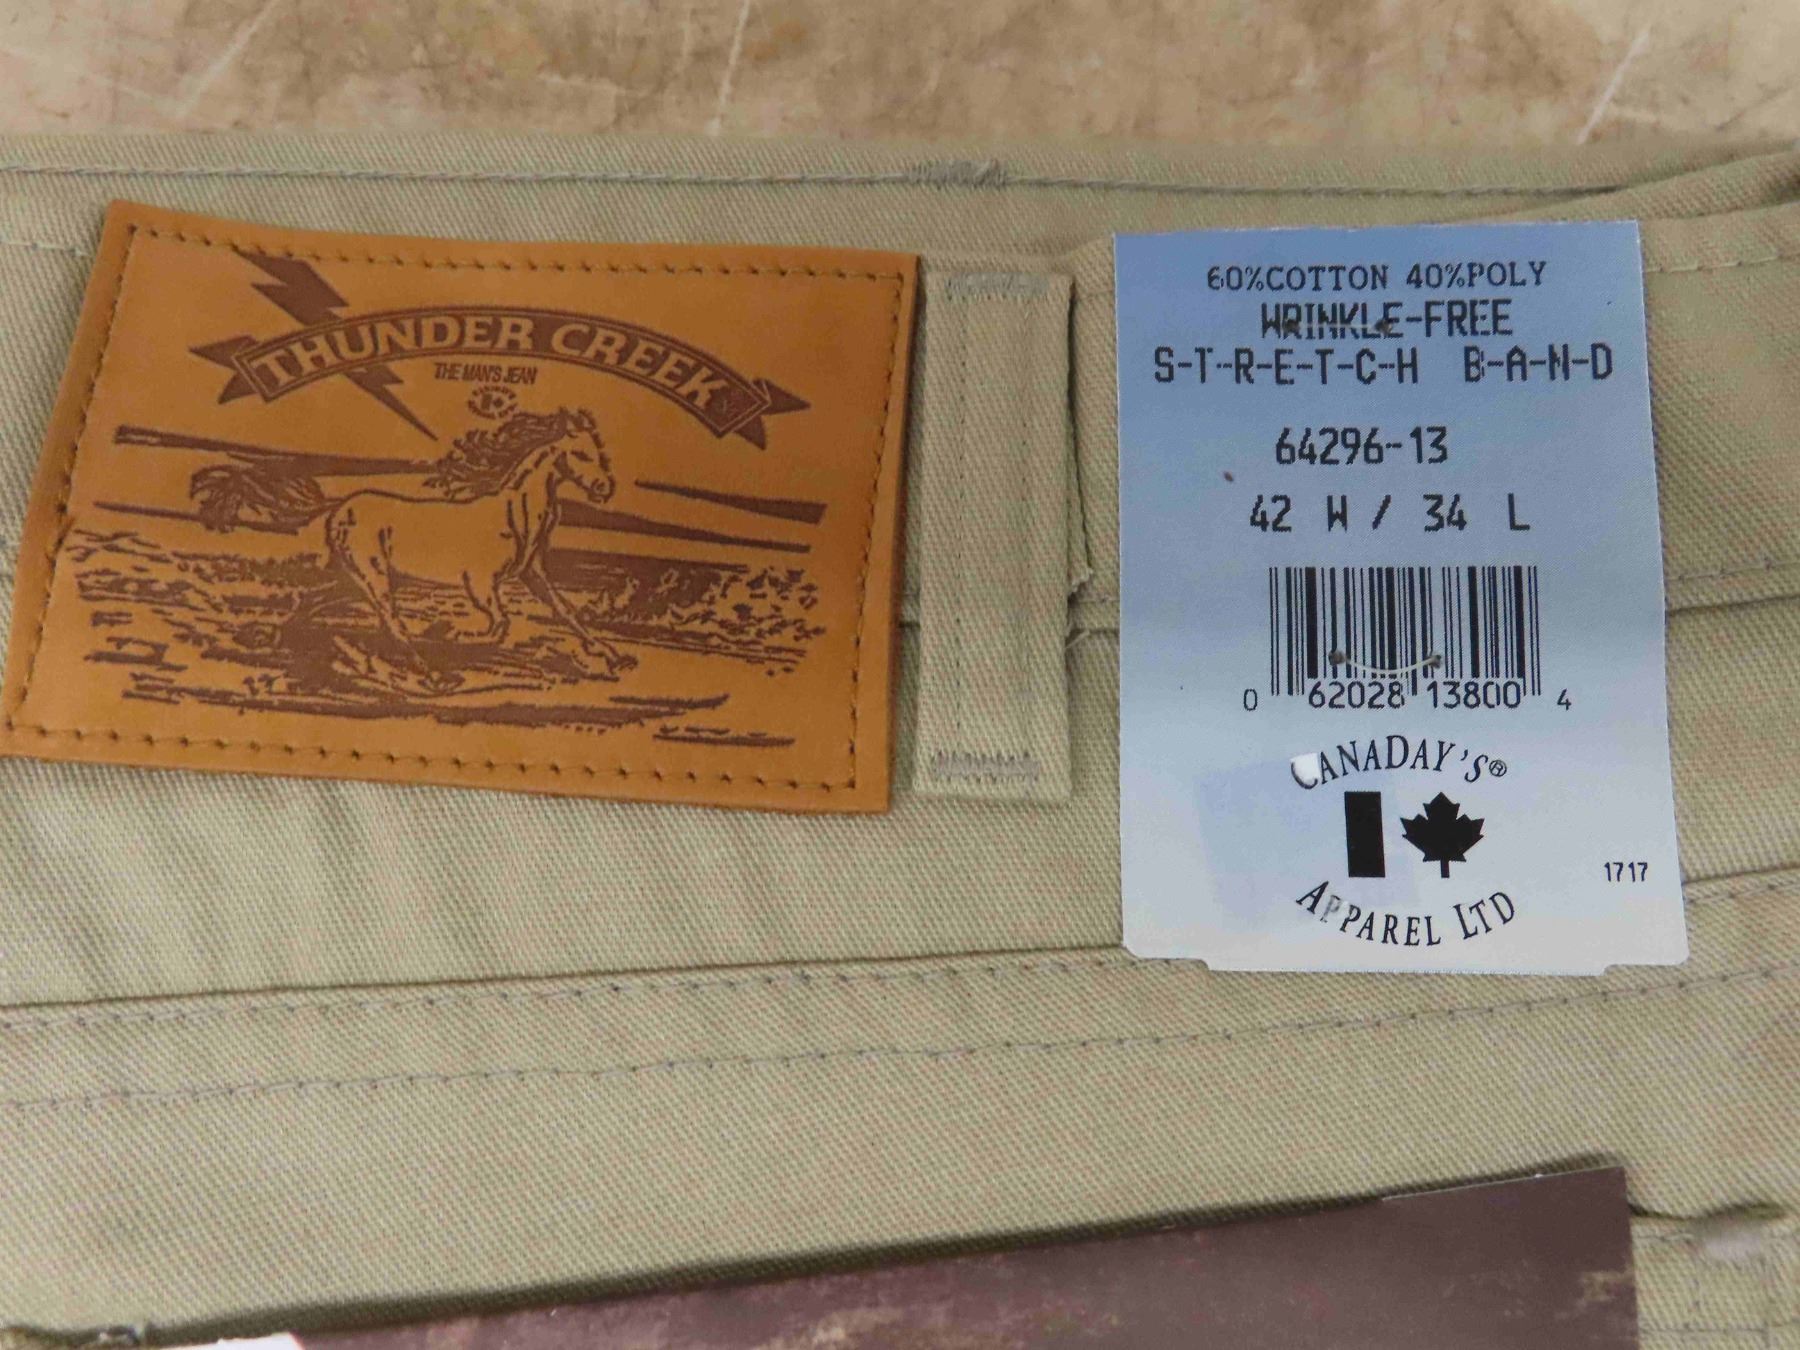 THUNDER CREEK
THE MAN'S JEAN
60%COTTON 40%POLY
WRINKLE-FREE
S-T-R-E-T-C-H B-A-N-D
64296-13
42 W / 34 L
0 62028 13800 4
CANADAY'S®
APPAREL LTD
1717